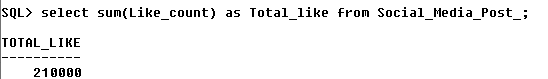 SQL> select sum(Like_count) as Total_like from Social_Media_Post_;
TOTAL_LIKE
----------
210000